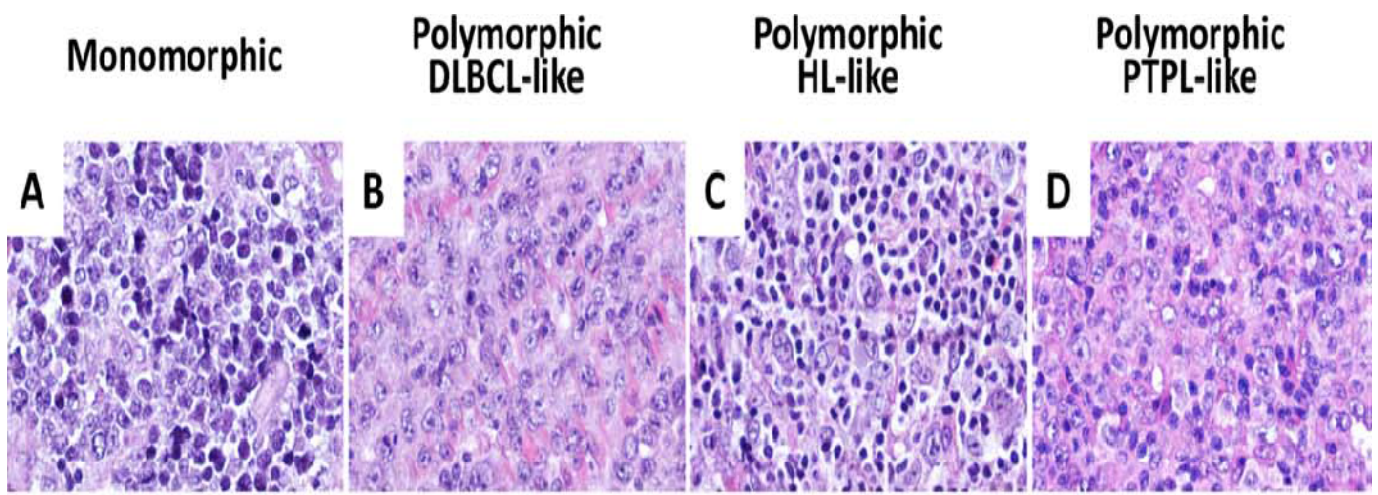 Monomorphic
Polymorphic
DLBCL-like
Polymorphic
HL-like
Polymorphic
PTPL-like
A
B
C
D